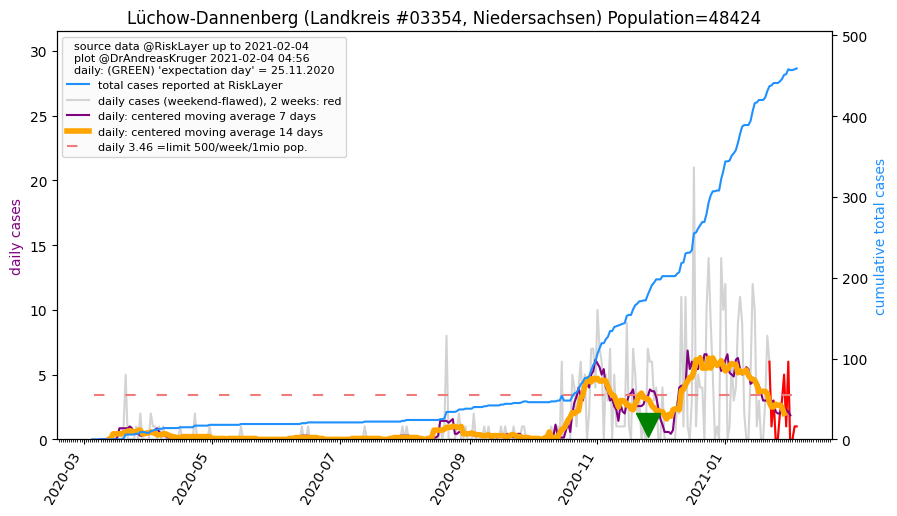 Lüchow-Dannenberg (Landkreis #03354, Niedersachsen) Population=48424
source data @RiskLayer up to 2021-02-04
plot @DrAndreasKruger 2021-02-04 04:56
daily: (GREEN) 'expectation day' = 25.11.2020
total cases reported at RiskLayer
daily cases (weekend-flawed), 2 weeks: red
daily: centered moving average 7 days
daily: centered moving average 14 days
daily 3.46 =limit 500/week/1mio pop.
daily cases
30
25
20
15
10
5
0
cumulative total cases
500
400
300
200
100
0
2020-03
2020-05
2020-07
2020-09
2020-11
2021-01